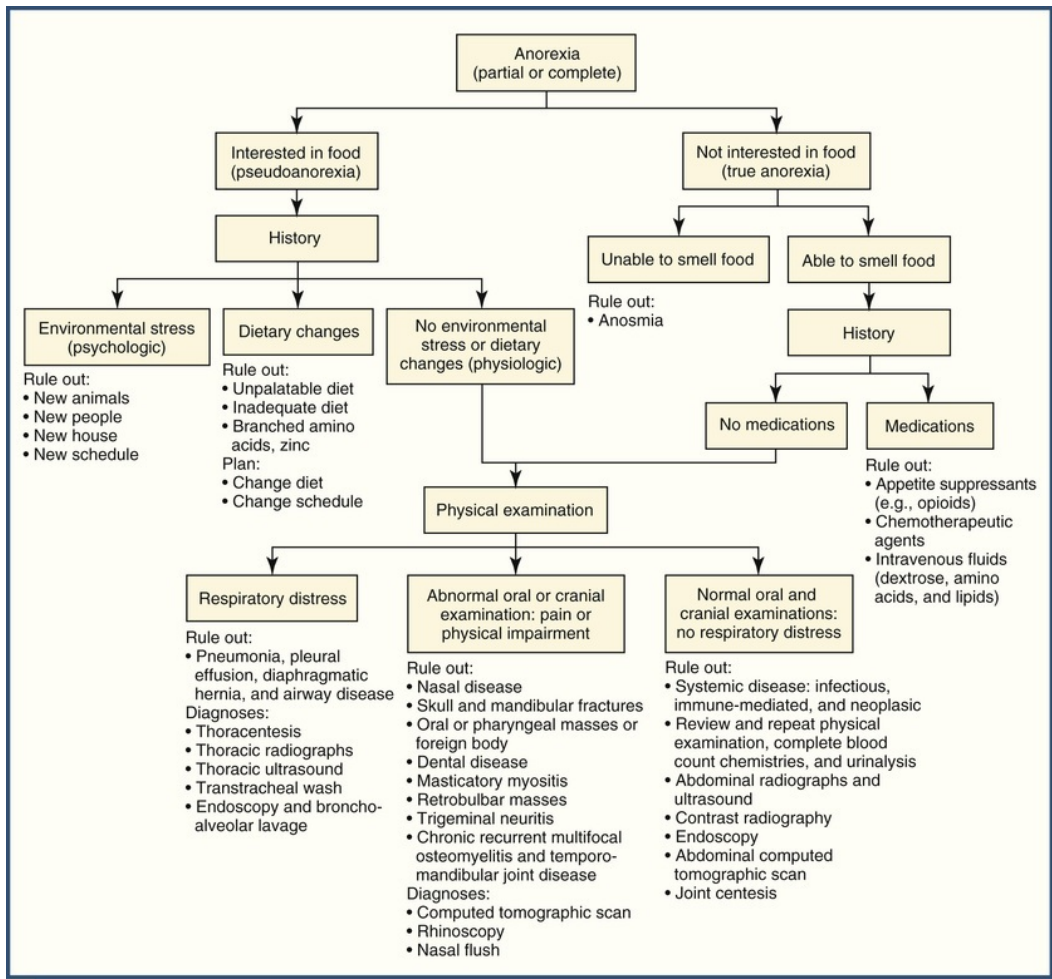 Anorexia
(partial or complete)
Interested in food
(pseudoanorexia)
Not interested in food
(true anorexia)
History
Unable to smell food
Able to smell food
Rule out:
• Anosmia
History
Environmental stress
(psychologic)
Rule out:
• New animals
• New people
• New house
• New schedule
Dietary changes
Rule out:
• Unpalatable diet
• Inadequate diet
• Branched amino
acids, zinc
Plan:
• Change diet
• Change schedule
No environmental
stress or dietary
changes (physiologic)
No medications
Medications
Rule out:
• Appetite suppressants
(e.g., opioids)
• Chemotherapeutic
agents
• Intravenous fluids
(dextrose, amino
acids, and lipids)
Physical examination
Respiratory distress
Rule out:
• Pneumonia, pleural
effusion, diaphragmatic
hernia, and airway disease
Diagnoses:
• Thoracentesis
• Thoracic radiographs
• Thoracic ultrasound
• Transtracheal wash
• Endoscopy and broncho-
alveolar lavage
Abnormal oral or cranial
examination: pain or
physical impairment
Rule out:
• Nasal disease
• Skull and mandibular fractures
• Oral or pharyngeal masses or
foreign body
• Dental disease
• Masticatory myositis
• Retrobulbar masses
• Trigeminal neuritis
• Chronic recurrent multifocal
osteomyelitis and temporo-
mandibular joint disease
Diagnoses:
• Computed tomographic scan
• Rhinoscopy
• Nasal flush
Normal oral and
cranial examinations:
no respiratory distress
Rule out:
• Systemic disease: infectious,
immune-mediated, and neoplasic
• Review and repeat physical
examination, complete blood
count chemistries, and urinalysis
• Abdominal radiographs and
ultrasound
• Contrast radiography
• Endoscopy
• Abdominal computed
tomographic scan
• Joint centesis